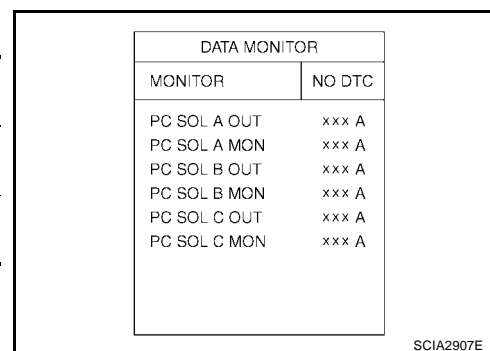 DATA MONITOR
MONITOR NO DTC
PC SOL A OUT xxx A
PC SOL A MON xxx A
PC SOL B OUT xxx A
PC SOL B MON xxx A
PC SOL C OUT xxx A
PC SOL C MON xxx A
SCIA2907E